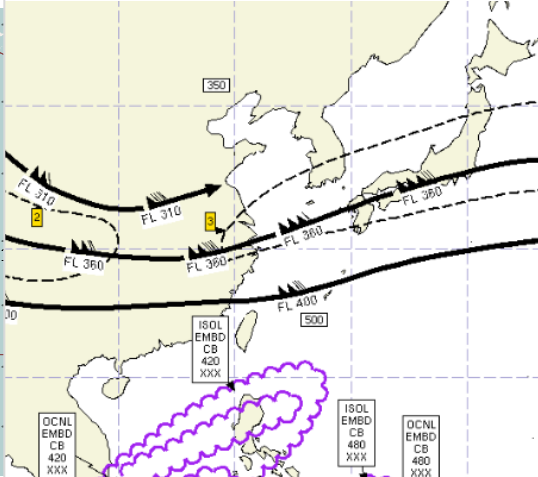 350
FL 310
2
FL 310
3
FL 360
FL 360
FL 360
FL 360
00
FL 400
500
ISOL
EMBD
CB
420
XXX
OCNL
EMBD
CB
420
XXX
ISOL
EMBD
CB
480
XXX
OCNL
EMBD
CB
480
XXX